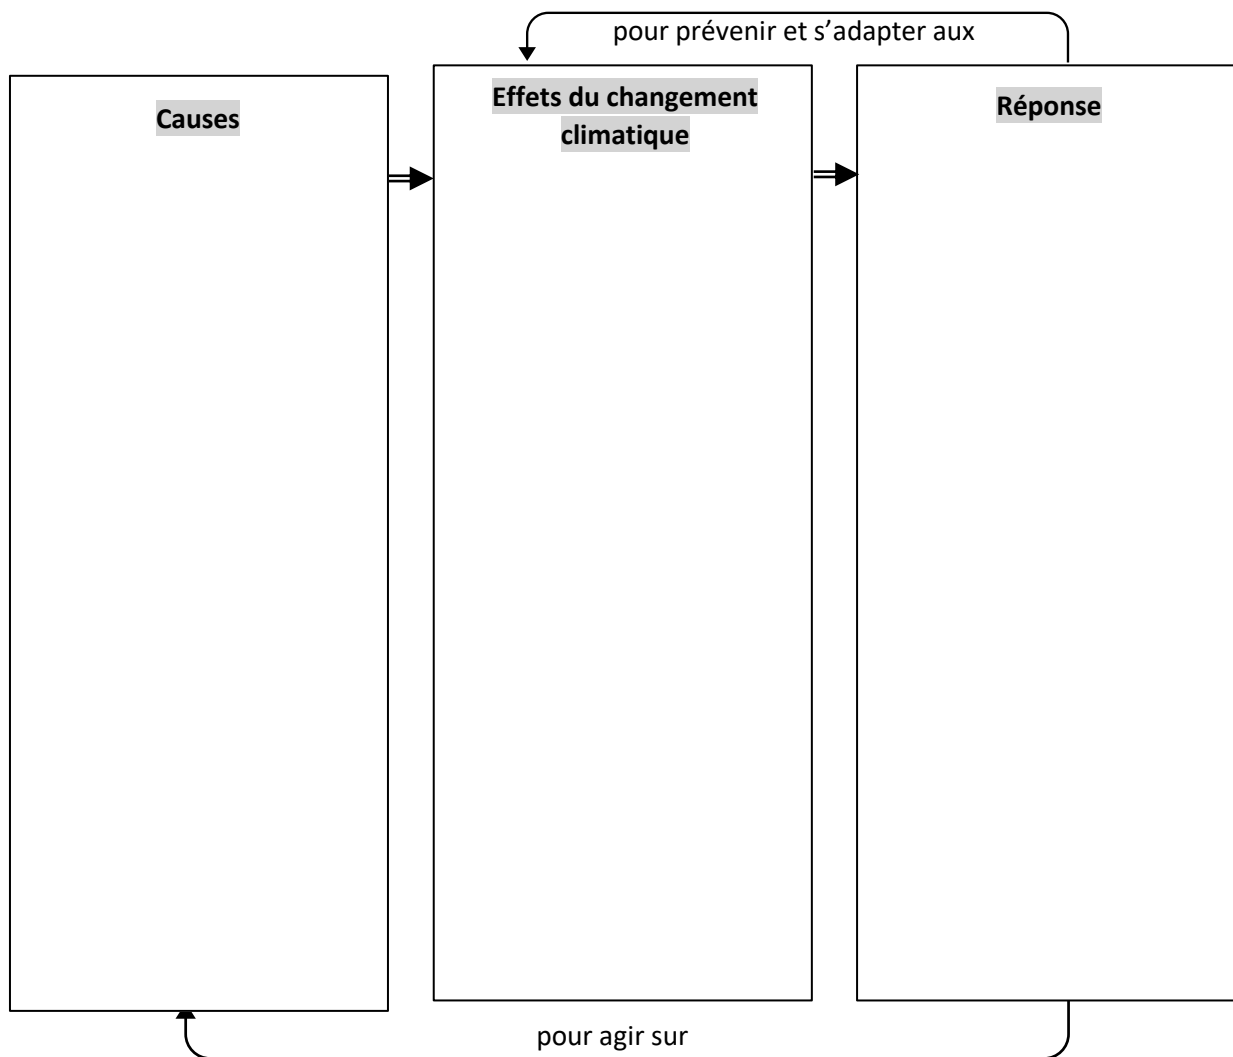 pour prévenir et s’adapter aux
Causes
Effets du changement
climatique
Réponse
pour agir sur